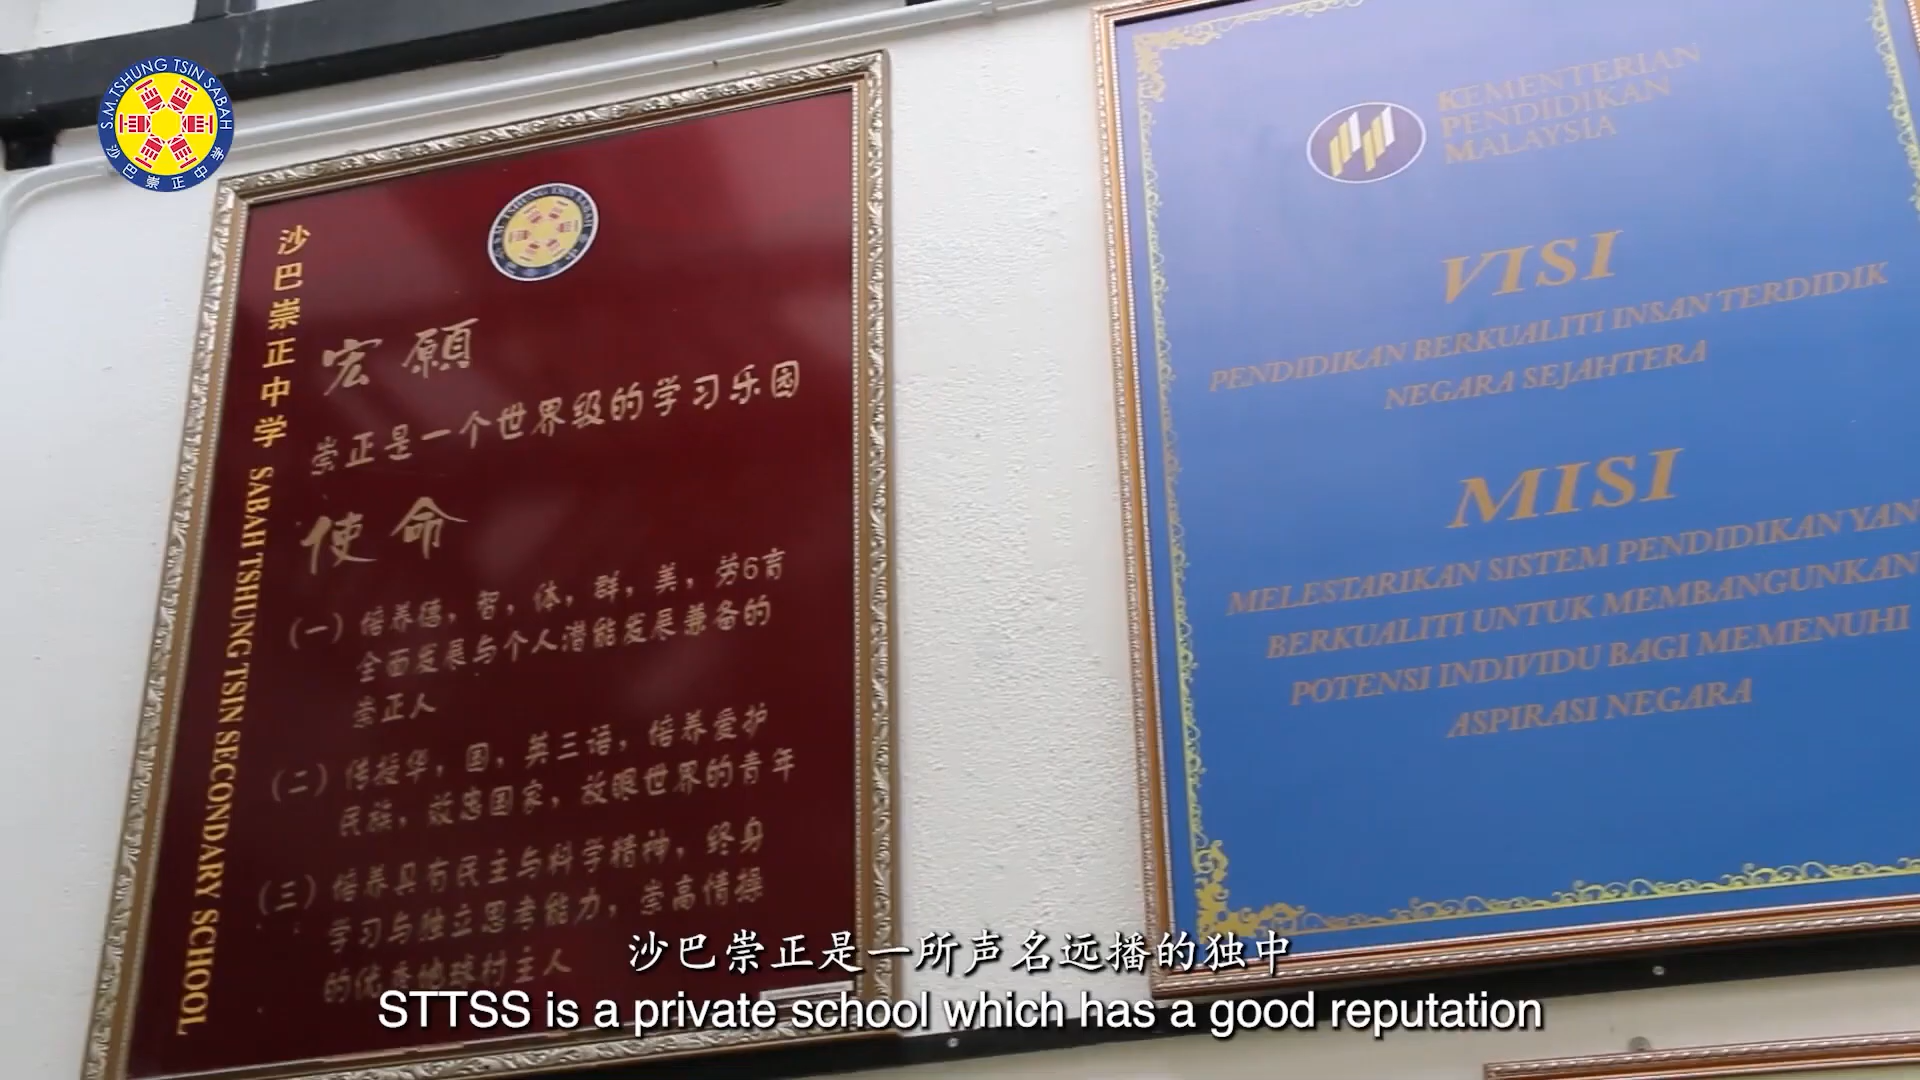 S.M. TSHUNG TSIN SABAH
沙巴崇正中学
沙巴崇正中学 SABAH TSHUNG TSIN SECONDARY SCHOOL
宏願
崇正是一个世界级的学习乐园
使命
(一) 培养德，智，体，群，美，劳6育
全面发展与个人潜能发展兼备的
崇正人
(二) 传授华，国，英三语，培养爱护
民族，效忠国家，放眼世界的青年
(三) 培养具有民主与科学精神，终身
学习与独立思考能力，崇高情操
的优秀地球村主人
KEMENTERIAN
PENDIDIKAN
MALAYSIA
VISI
PENDIDIKAN BERKUALITI INSAN TERDIDIK
NEGARA SEJAHTERA
MISI
MELESTARIKAN SISTEM PENDIDIKAN YAN
BERKUALITI UNTUK MEMBANGUNKAN
POTENSI INDIVIDU BAGI MEMENUHI
ASPIRASI NEGARA
沙巴崇正是一所声名远播的独中
STTSS is a private school which has a good reputation